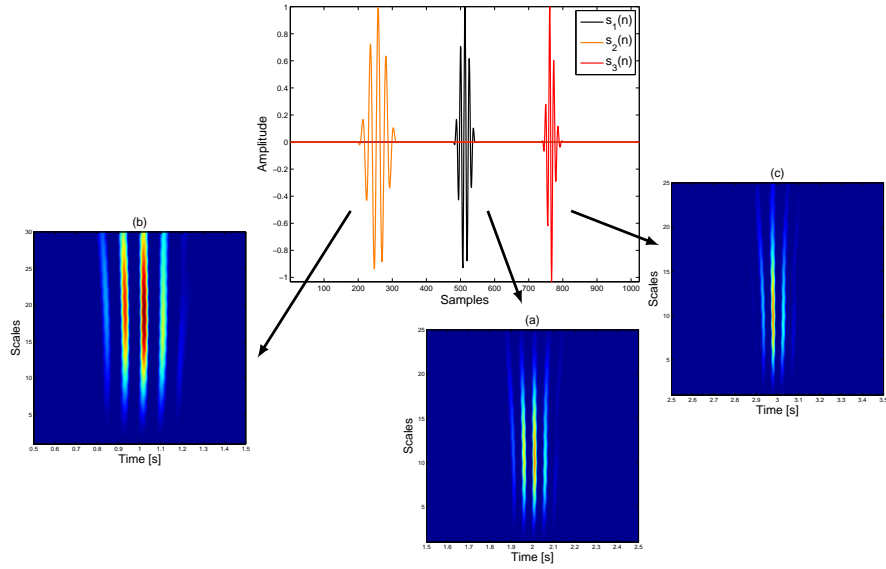 s_1(n)
s_2(n)
s_3(n)
1
0.8
0.6
0.4
0.2
0
−0.2
−0.4
−0.6
−0.8
−1
Amplitude
100 200 300 400 500 600 700 800 900 1000
Samples
(b)
30
25
20
15
10
5
Scales
0.5 0.6 0.7 0.8 0.9 1 1.1 1.2 1.3 1.4 1.5
Time [s]
(a)
25
20
15
10
5
Scales
1.5 1.6 1.7 1.8 1.9 2 2.1 2.2 2.3 2.4 2.5
Time [s]
(c)
25
20
15
10
5
Scales
2.5 2.6 2.7 2.8 2.9 3 3.1 3.2 3.3 3.4 3.5
Time [s]